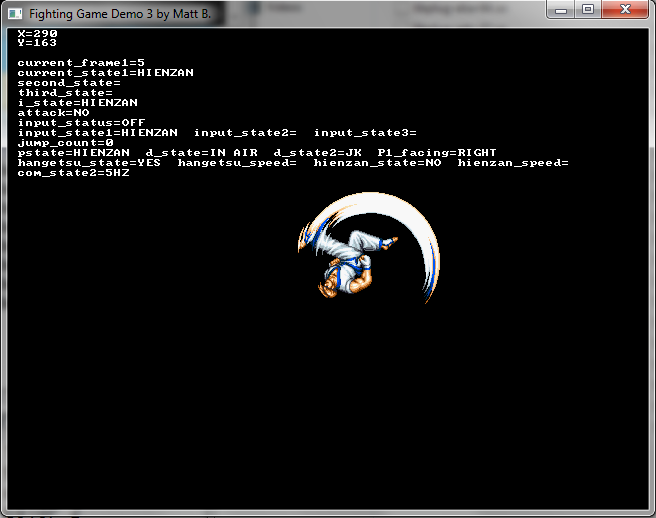 Fighting Game Demo 3 by Matt B.
X=290
Y=163
current_frame1=5
current_state1=HIENZAN
second_state=
third_state=
i_state=HIENZAN
attack=NO
input_status=OFF
input_state1=HIENZAN  input_state2=  input_state3=
jump_count=0
pstate=HIENZAN  d_state=IN AIR  d_state2=JK  P1_facing=RIGHT
hangetsu_state=YES  hangetsu_speed=  hienzan_state=NO  hienzan_speed=
com_state2=5HZ